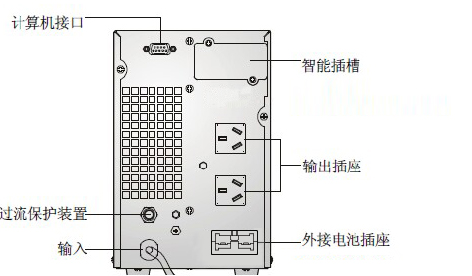 计算机接口
智能插槽
输出插座
过流保护装置
外接电池插座
输入